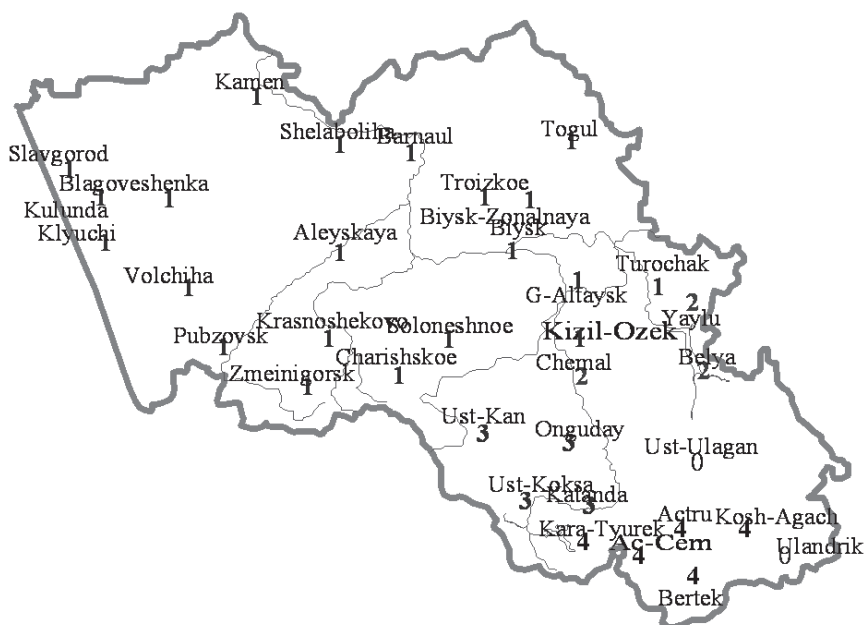 Kamen
1
Shelaboliha
1
Barnaul
1
Togul
1
Slavgorod
1
Blagoveshenka
1
1
Kulunda
Klyuchi
1
Troizkoe
1
1
Biysk-Zonalnaya
Biysk
1
Aleyskaya
1
Volchiha
1
Turochak
1
G-Altaysk
1
2
Yaylu
Krasnoshekovo
1
Soloneshnoe
1
Kizil-Ozek
1
Pubzovsk
1
Charishskoe
1
Chemal
2
Belya
2
Zmeinigorsk
1
Ust-Kan
3
Onguday
3
Ust-Ulagan
0
Ust-Koksa
3
Katanda
3
Kara-Tyurek
4
Actru
4
Kosh-Agach
4
Ac-Cem
4
Ulandrik
0
4
Bertek